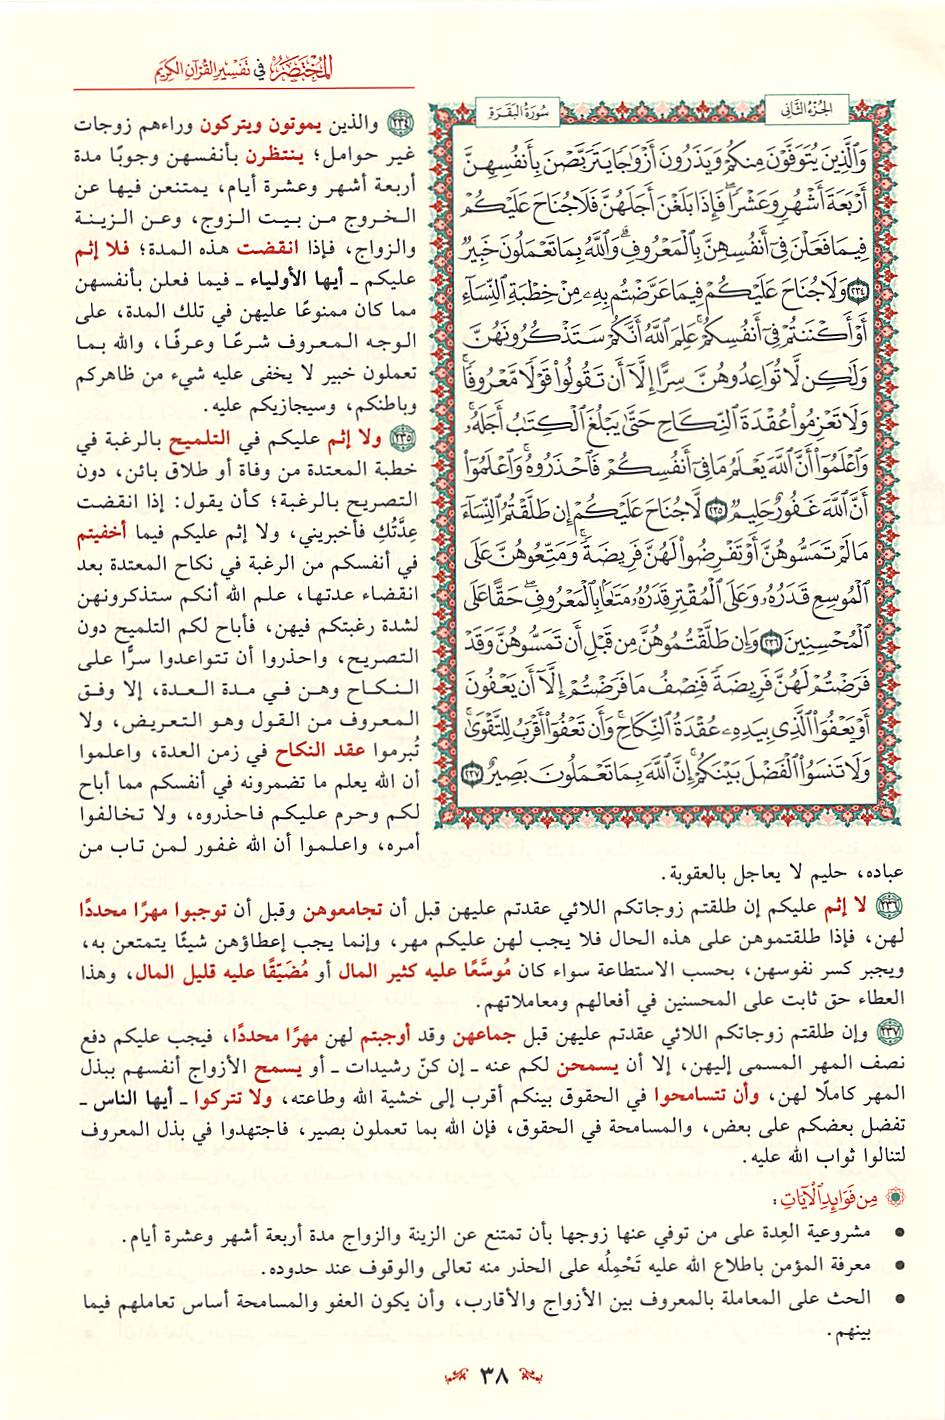 المختصر في تفسير القرآن الكريم
الجزء الثاني
سورة البقرة
وَٱلَّذِينَ يُتَوَفَّوْنَ مِنكُمْ وَيَذَرُونَ أَزْوَٰجًا يَتَرَبَّصْنَ بِأَنفُسِهِنَّ
أَرْبَعَةَ أَشْهُرٍ وَعَشْرًا ۖ فَإِذَا بَلَغْنَ أَجَلَهُنَّ فَلَا جُنَاحَ عَلَيْكُمْ
فِيمَا فَعَلْنَ فِىٓ أَنفُسِهِنَّ بِٱلْمَعْرُوفِ ۗ وَٱللَّهُ بِمَا تَعْمَلُونَ خَبِيرٌ
٢٣٤ وَلَا جُنَاحَ عَلَيْكُمْ فِيمَا عَرَّضْتُم بِهِۦ مِنْ خِطْبَةِ ٱلنِّسَآءِ
أَوْ أَكْنَنتُمْ فِىٓ أَنفُسِكُمْ ۚ عَلِمَ ٱللَّهُ أَنَّكُمْ سَتَذْكُرُونَهُنَّ
وَلَٰكِن لَّا تُوَاعِدُوهُنَّ سِرًّا إِلَّآ أَن تَقُولُوا۟ قَوْلًا مَّعْرُوفًا ۚ
وَلَا تَعْزِمُوا۟ عُقْدَةَ ٱلنِّكَاحِ حَتَّىٰ يَبْلُغَ ٱلْكِتَٰبُ أَجَلَهُۥ ۚ
وَٱعْلَمُوٓا۟ أَنَّ ٱللَّهَ يَعْلَمُ مَا فِىٓ أَنفُسِكُمْ فَٱحْذَرُوهُ ۚ وَٱعْلَمُوٓا۟
أَنَّ ٱللَّهَ غَفُورٌ حَلِيمٌ ٢٣٥ لَّا جُنَاحَ عَلَيْكُمْ إِن طَلَّقْتُمُ ٱلنِّسَآءَ
مَا لَمْ تَمَسُّوهُنَّ أَوْ تَفْرِضُوا۟ لَهُنَّ فَرِيضَةً ۚ وَمَتِّعُوهُنَّ عَلَى
ٱلْمُوسِعِ قَدَرُهُۥ وَعَلَى ٱلْمُقْتِرِ قَدَرُهُۥ مَتَٰعًۢا بِٱلْمَعْرُوفِ ۖ حَقًّا عَلَى
ٱلْمُحْسِنِينَ ٢٣٦ وَإِن طَلَّقْتُمُوهُنَّ مِن قَبْلِ أَن تَمَسُّوهُنَّ وَقَدْ
فَرَضْتُمْ لَهُنَّ فَرِيضَةً فَنِصْفُ مَا فَرَضْتُمْ إِلَّآ أَن يَعْفُونَ
أَوْ يَعْفُوَا۟ ٱلَّذِى بِيَدِهِۦ عُقْدَةُ ٱلنِّكَاحِ ۚ وَأَن تَعْفُوٓا۟ أَقْرَبُ لِلتَّقْوَىٰ ۚ
وَلَا تَنسَوُا۟ ٱلْفَضْلَ بَيْنَكُمْ ۚ إِنَّ ٱللَّهَ بِمَا تَعْمَلُونَ بَصِيرٌ ٢٣٧
٢٣٤ والذين يموتون ويتركون وراءهم زوجات
غير حوامل؛ ينتظرن بأنفسهن وجوبًا مدة
أربعة أشهر وعشرة أيام، يمتنعن فيها عن
الخروج من بيت الزوج، وعن الزينة
والزواج، فإذا انقضت هذه المدة؛ فلا إثم
عليكم ـ أيها الأولياء ـ فيما فعلن بأنفسهن
مما كان ممنوعًا عليهن في تلك المدة، على
الوجه المعروف شرعًا وعرفًا، والله بما
تعملون خبير لا يخفى عليه شيء من ظاهركم
وباطنكم، وسيجازيكم عليه.
٢٣٥ ولا إثم عليكم في التلميح بالرغبة في
خطبة المعتدة من وفاة أو طلاق بائن، دون
التصريح بالرغبة؛ كأن يقول: إذا انقضت
عِدَّتُكِ فأخبريني، ولا إثم عليكم فيما أخفيتم
في أنفسكم من الرغبة في نكاح المعتدة بعد
انقضاء عدتها، علم الله أنكم ستذكرونهن
لشدة رغبتكم فيهن، فأباح لكم التلميح دون
التصريح، واحذروا أن تتواعدوا سرًّا على
النكاح وهن في مدة العدة، إلا وفق
المعروف من القول وهو التعريض، ولا
تُبرموا عقد النكاح في زمن العدة، واعلموا
أن الله يعلم ما تضمرونه في أنفسكم مما أباح
لكم وحرم عليكم فاحذروه، ولا تخالفوا
أمره، واعلموا أن الله غفور لمن تاب من
عباده، حليم لا يعاجل بالعقوبة.
٢٣٦ لا إثم عليكم إن طلقتم زوجاتكم اللائي عقدتم عليهن قبل أن تجامعوهن وقبل أن توجبوا مهرًا محددًا
لهن، فإذا طلقتموهن على هذه الحال فلا يجب لهن عليكم مهر، وإنما يجب إعطاؤهن شيئًا يتمتعن به،
ويجبر كسر نفوسهن، بحسب الاستطاعة سواء كان مُوسَّعًا عليه كثير المال أو مُضَيَّقًا عليه قليل المال، وهذا
العطاء حق ثابت على المحسنين في أفعالهم ومعاملاتهم.
٢٣٧ وإن طلقتم زوجاتكم اللائي عقدتم عليهن قبل جماعهن وقد أوجبتم لهن مهرًا محددًا، فيجب عليكم دفع
نصف المهر المسمى إليهن، إلا أن يسمحن لكم عنه ـ إن كنّ رشيدات ـ أو يسمح الأزواج أنفسهم ببذل
المهر كاملًا لهن، وأن تتسامحوا في الحقوق بينكم أقرب إلى خشية الله وطاعته، ولا تتركوا ـ أيها الناس ـ
تفضل بعضكم على بعض، والمسامحة في الحقوق، فإن الله بما تعملون بصير، فاجتهدوا في بذل المعروف
لتنالوا ثواب الله عليه.
من فوائد الآيات:
• مشروعية العِدة على من توفي عنها زوجها بأن تمتنع عن الزينة والزواج مدة أربعة أشهر وعشرة أيام.
• معرفة المؤمن باطلاع الله عليه تَحْمِلُه على الحذر منه تعالى والوقوف عند حدوده.
• الحث على المعاملة بالمعروف بين الأزواج والأقارب، وأن يكون العفو والمسامحة أساس تعاملهم فيما
بينهم.
٣٨